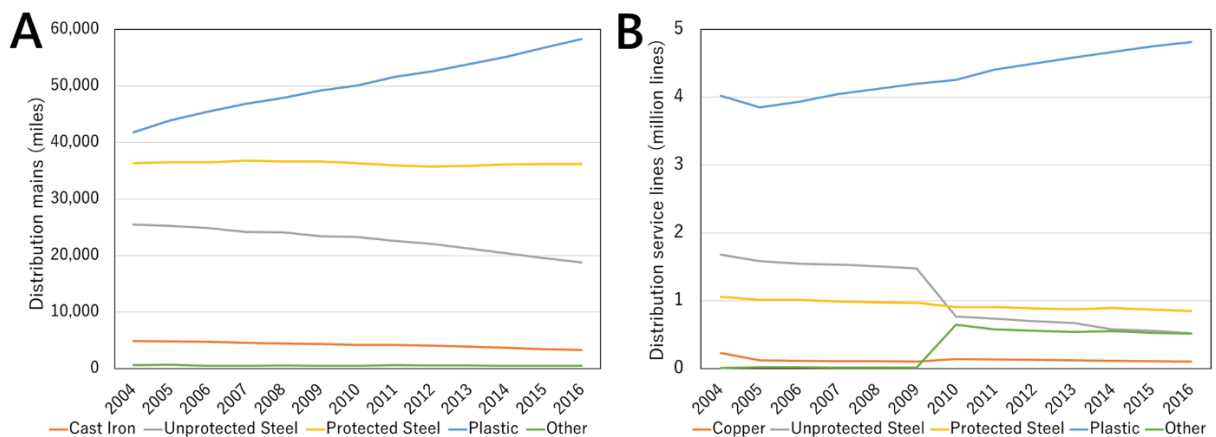 A
Distribution mains (miles)
60,000
50,000
40,000
30,000
20,000
10,000
0
2004 2005 2006 2007 2008 2009 2010 2011 2012 2013 2014 2015 2016
Cast Iron Unprotected Steel Protected Steel Plastic Other
B
Distribution service lines (million lines)
5
4
3
2
1
0
2004 2005 2006 2007 2008 2009 2010 2011 2012 2013 2014 2015 2016
Copper Unprotected Steel Protected Steel Plastic Other